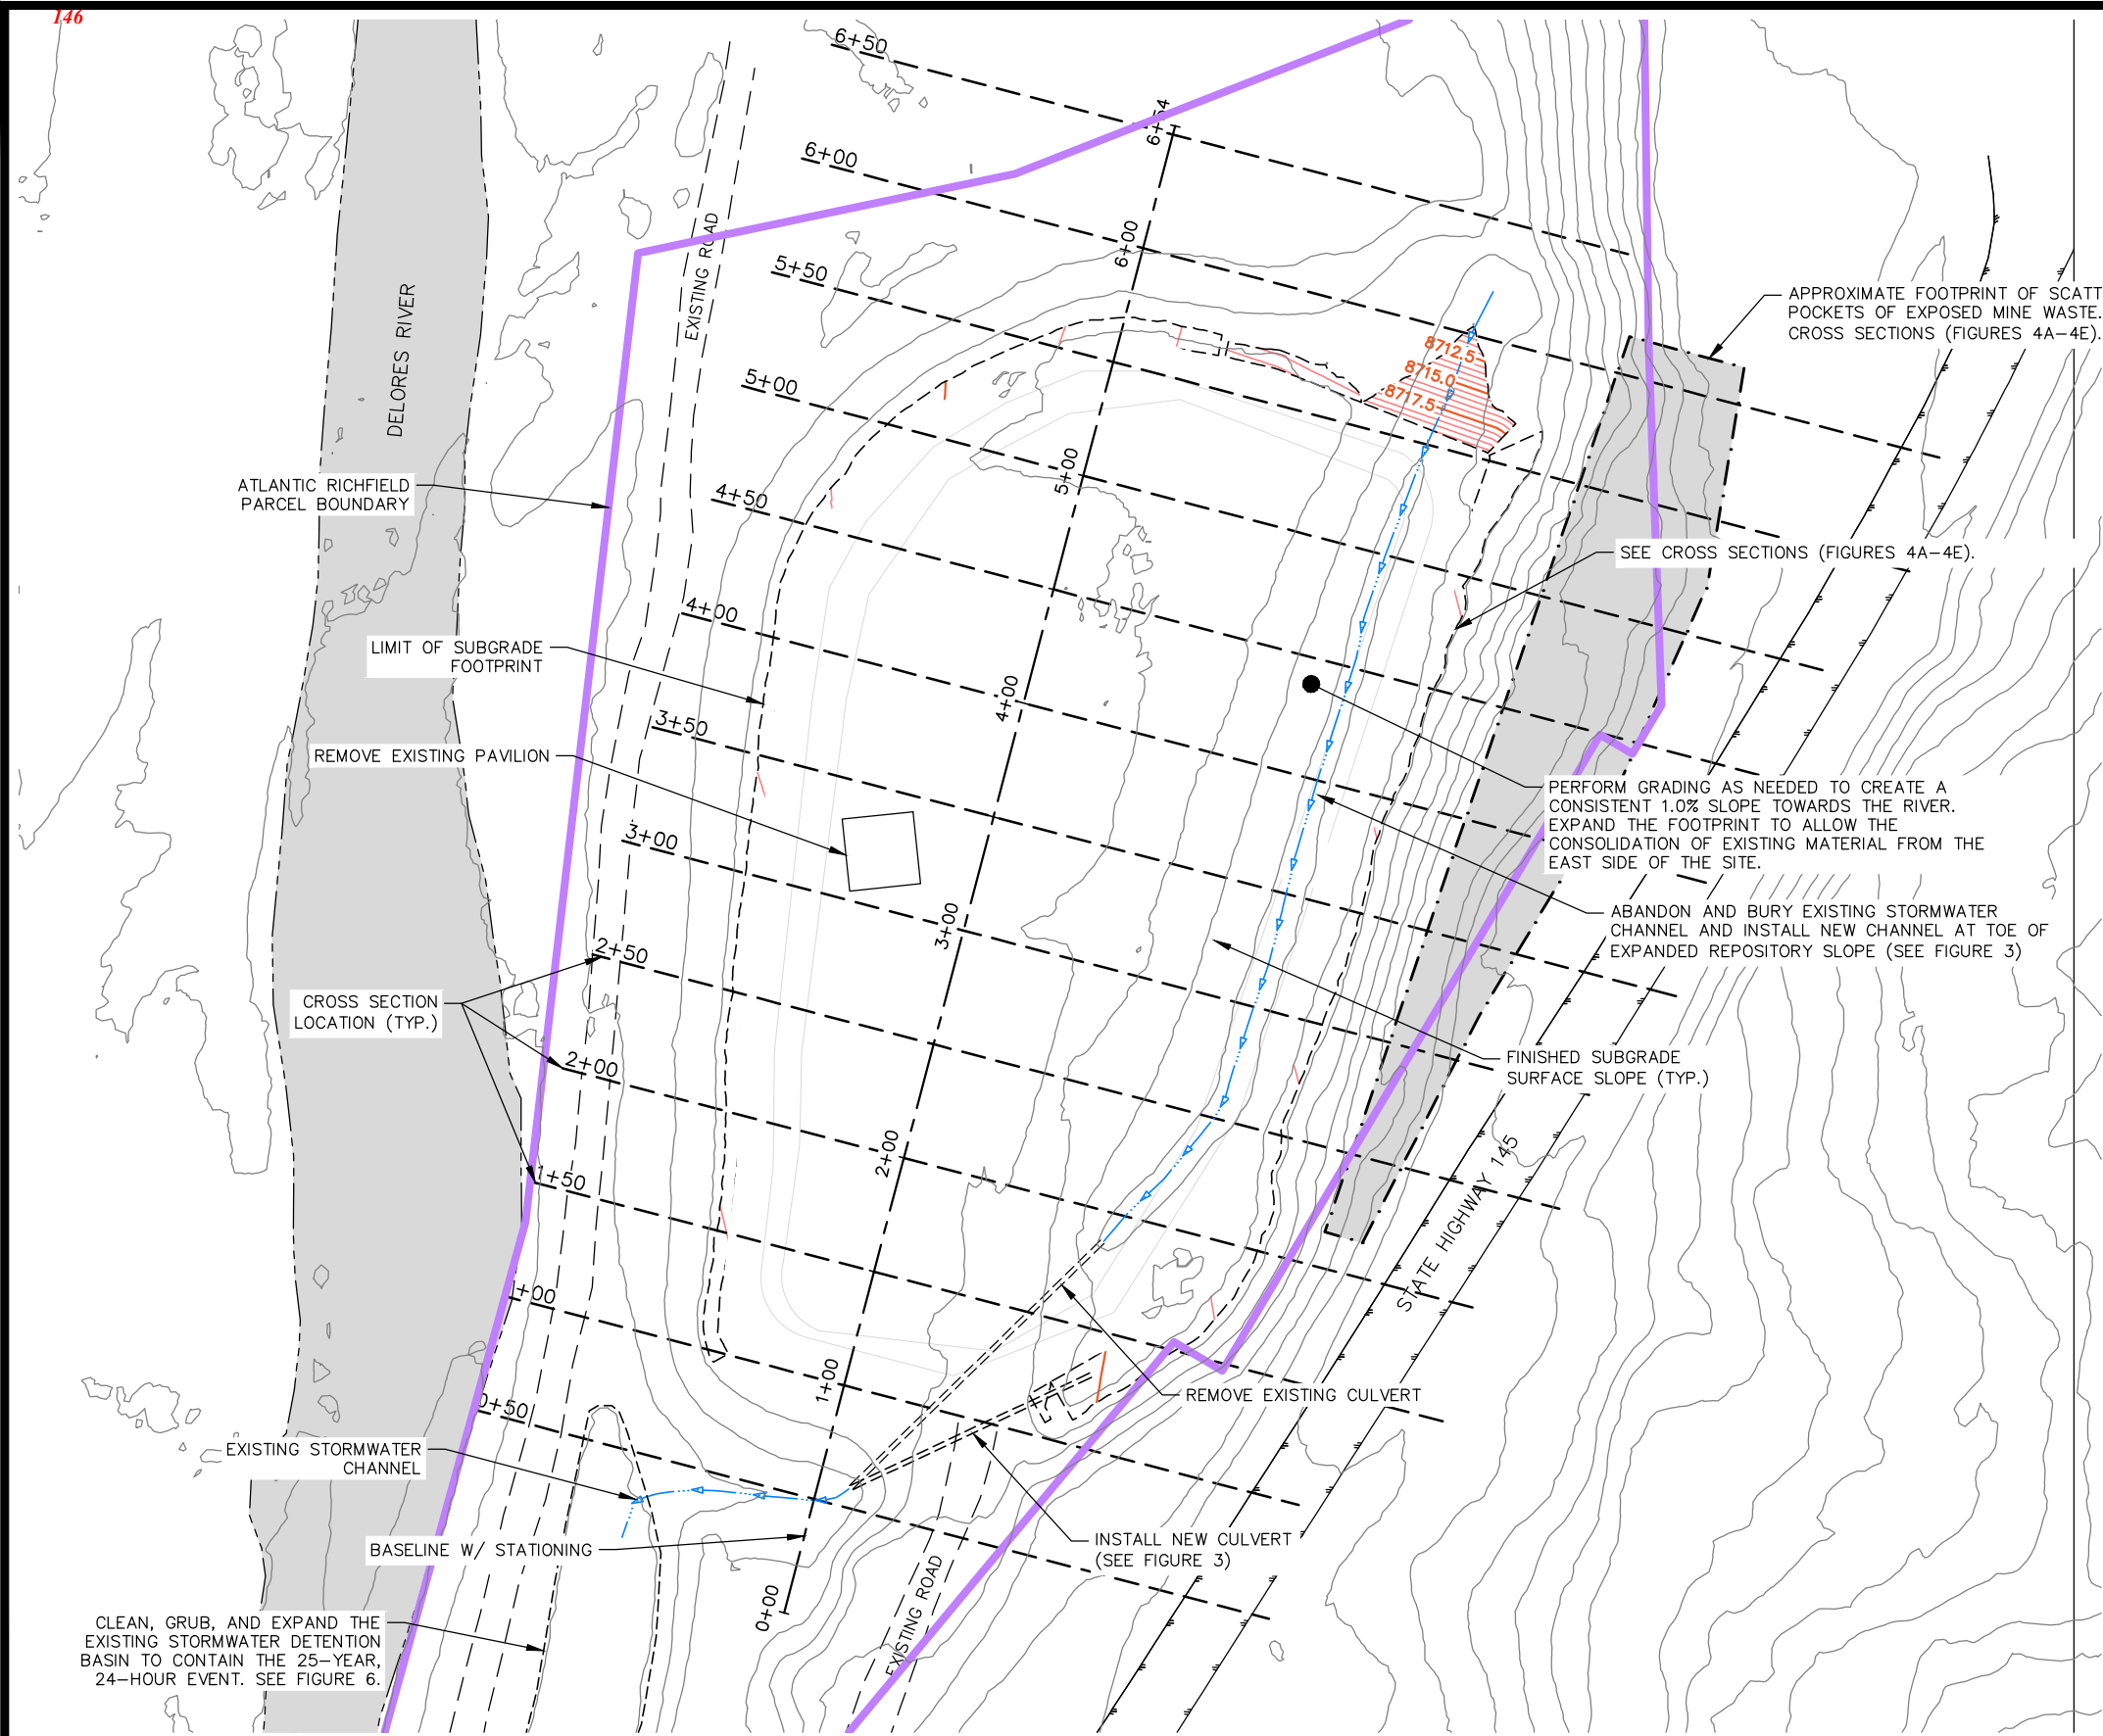 146
6+50
6+54
6+00
6+00
EXISTING ROAD
5+50
DELORES RIVER
APPROXIMATE FOOTPRINT OF SCATT
POCKETS OF EXPOSED MINE WASTE.
CROSS SECTIONS (FIGURES 4A-4E).
8712.5
8715.0
8717.5
5+00
5+00
ATLANTIC RICHFIELD
PARCEL BOUNDARY
4+50
SEE CROSS SECTIONS (FIGURES 4A-4E).
4+00
LIMIT OF SUBGRADE
FOOTPRINT
4+00
3+50
REMOVE EXISTING PAVILION
PERFORM GRADING AS NEEDED TO CREATE A
CONSISTENT 1.0% SLOPE TOWARDS THE RIVER.
EXPAND THE FOOTPRINT TO ALLOW THE
CONSOLIDATION OF EXISTING MATERIAL FROM THE
EAST SIDE OF THE SITE.
3+00
3+00
ABANDON AND BURY EXISTING STORMWATER
CHANNEL AND INSTALL NEW CHANNEL AT TOE OF
EXPANDED REPOSITORY SLOPE (SEE FIGURE 3)
2+50
CROSS SECTION
LOCATION (TYP.)
FINISHED SUBGRADE
SURFACE SLOPE (TYP.)
2+00
2+00
STATE HIGHWAY 145
1+50
+00
1+00
REMOVE EXISTING CULVERT
0+50
EXISTING STORMWATER
CHANNEL
INSTALL NEW CULVERT
(SEE FIGURE 3)
BASELINE W/ STATIONING
0+00
EXISTING ROAD
CLEAN, GRUB, AND EXPAND THE
EXISTING STORMWATER DETENTION
BASIN TO CONTAIN THE 25-YEAR,
24-HOUR EVENT. SEE FIGURE 6.